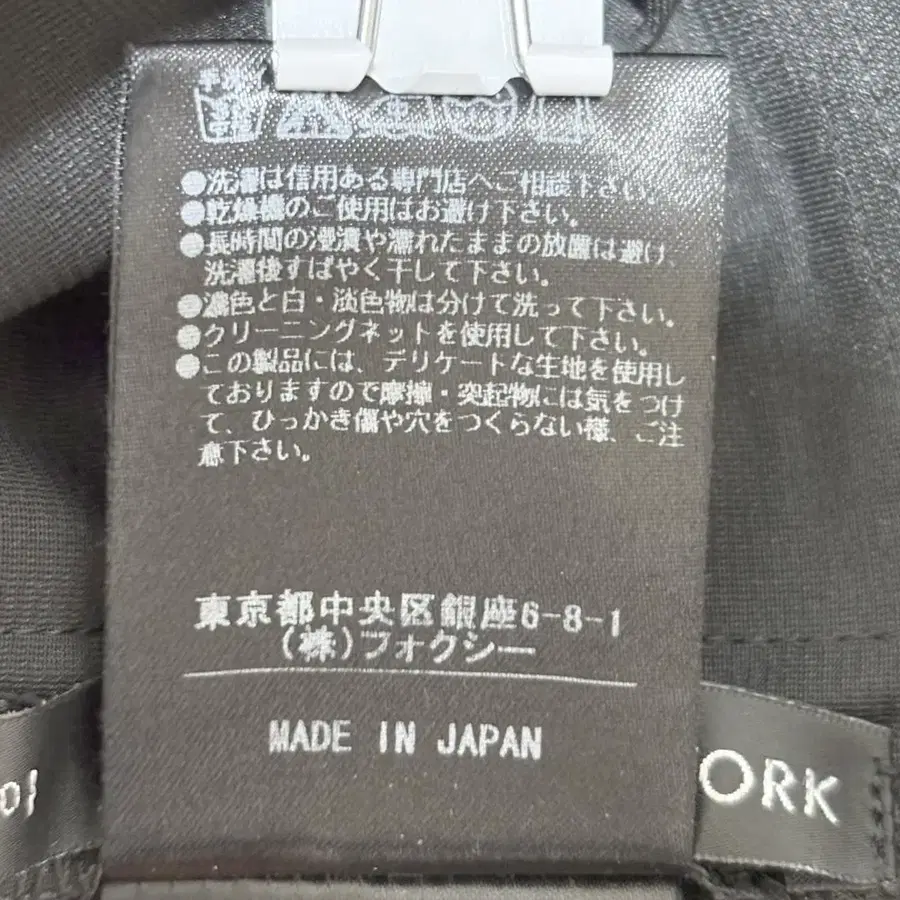 ●洗濯は信用ある専門店へご相談下さい。
●乾燥機のご使用はお避け下さい。
●長時間の浸漬や濡れたままの放置は避け、
洗濯後すばやく干して下さい。
●濃色と白・淡色物は分けて洗って下さい。
●クリーニングネットを使用して下さい。
●この製品には、デリケートな生地を使用し
ておりますので摩擦・突起物には気をつけ
て、ひっかき傷や穴をつくらない様、ご注
意下さい。
東京都中央区銀座6-8-1
(株)フォクシー
MADE IN JAPAN
ORK